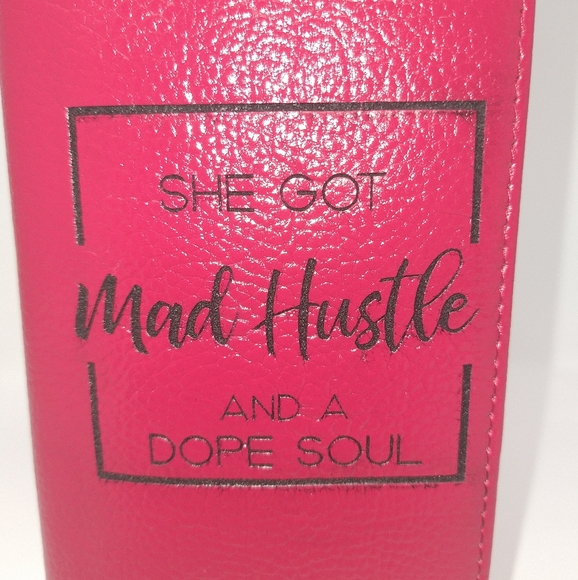 SHE GOT
Mad Hustle
AND A
DOPE SOUL